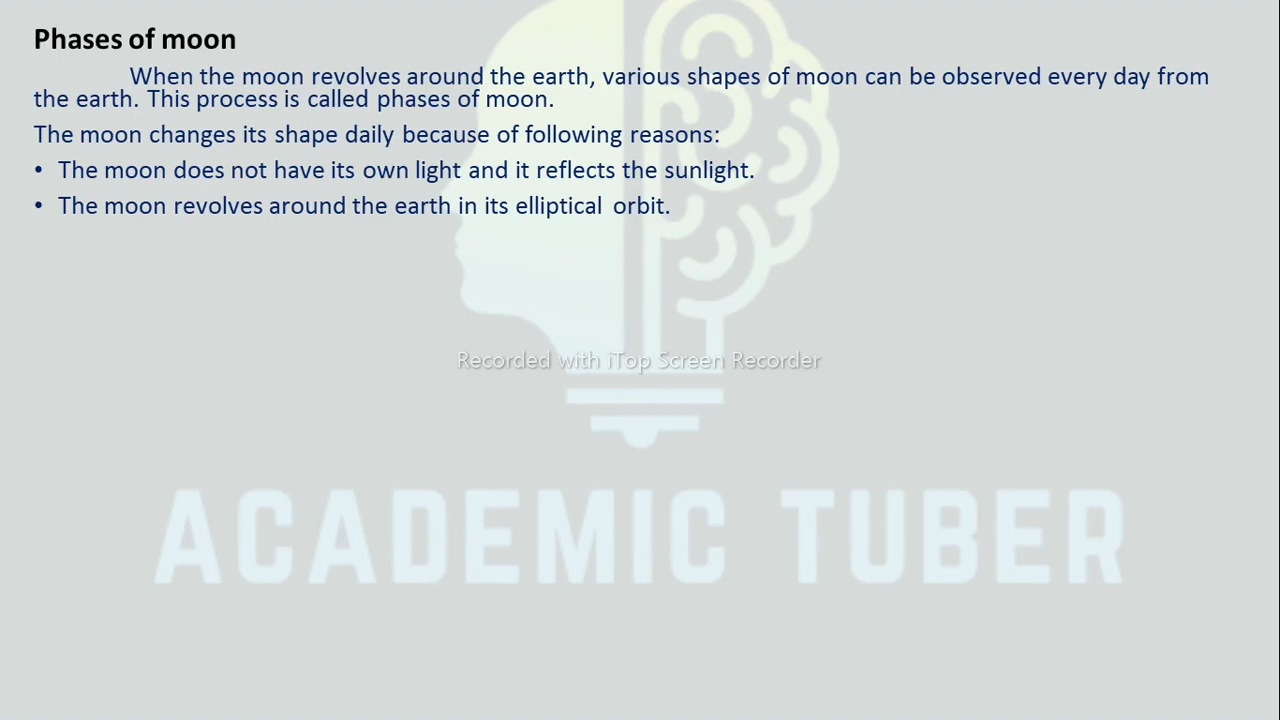 Phases of moon
When the moon revolves around the earth, various shapes of moon can be observed every day from
the earth. This process is called phases of moon.
The moon changes its shape daily because of following reasons:
• The moon does not have its own light and it reflects the sunlight.
• The moon revolves around the earth in its elliptical orbit.
Recorded with iTop Screen Recorder
ACADEMIC TUBER